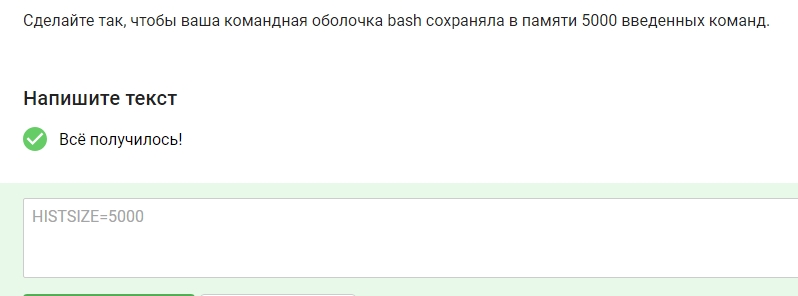 Сделайте так, чтобы ваша командная оболочка bash сохраняла в памяти 5000 введенных команд.
Напишите текст
Всё получилось!
HISTSIZE=5000